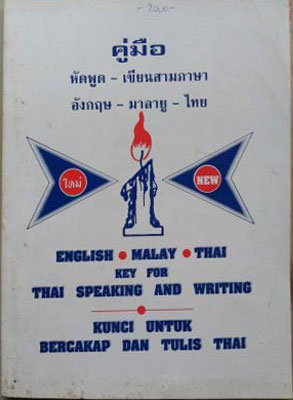 คู่มือ
หัดพูด - เขียนสามภาษา
อังกฤษ - มาลายู - ไทย
ใหม่
NEW
ENGLISH • MALAY • THAI
KEY FOR
THAI SPEAKING AND WRITING
KUNCI UNTUK
BERCAKAP DAN TULIS THAI